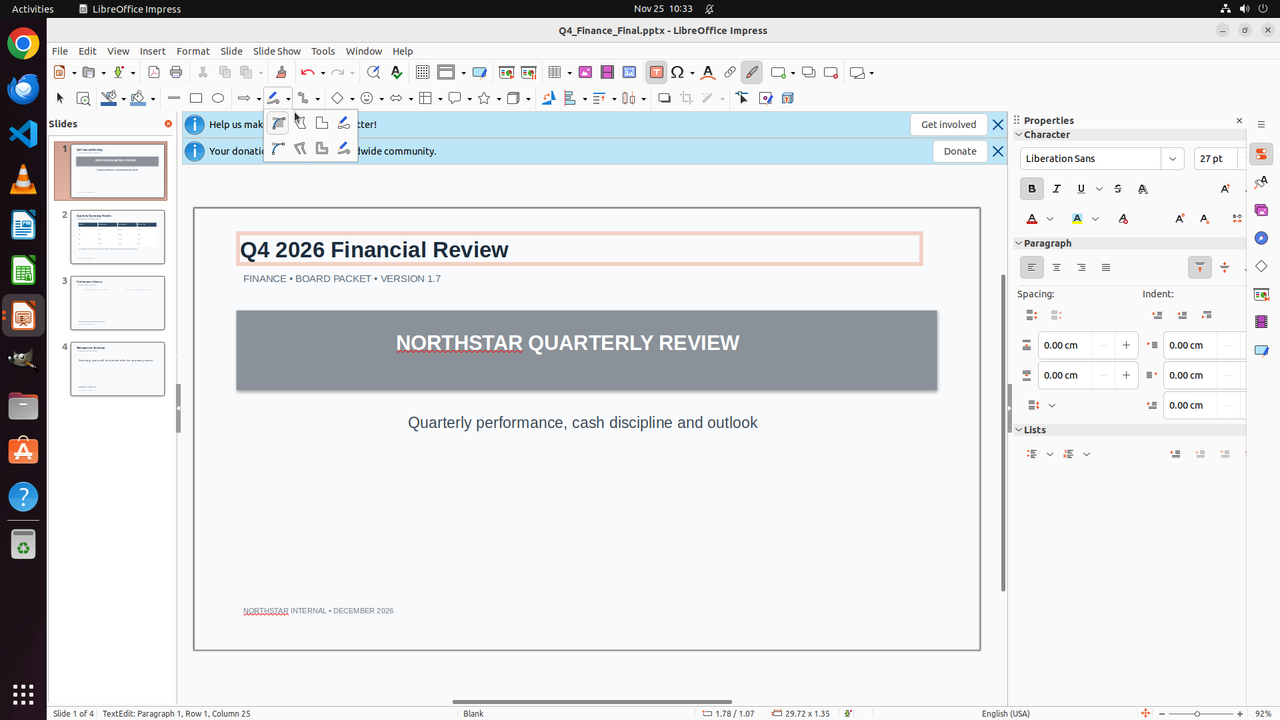 Activities
LibreOffice Impress
Nov 25 10:33
Q4_Finance_Final.pptx - LibreOffice Impress
File Edit View Insert Format Slide Slide Show Tools Window Help
Slides
Help us mak
tter!
Get involved
Your donatio
dwide community.
Donate
1
2
3
4
Q4 2026 Financial Review
FINANCE • BOARD PACKET • VERSION 1.7
NORTHSTAR QUARTERLY REVIEW
Quarterly performance, cash discipline and outlook
NORTHSTAR INTERNAL • DECEMBER 2026
Properties
Character
Liberation Sans
27 pt
Paragraph
Spacing:
Indent:
0.00 cm
0.00 cm
0.00 cm
0.00 cm
0.00 cm
Lists
Slide 1 of 4
TextEdit: Paragraph 1, Row 1, Column 25
Blank
1.78 / 1.07
29.72 x 1.35
English (USA)
92%